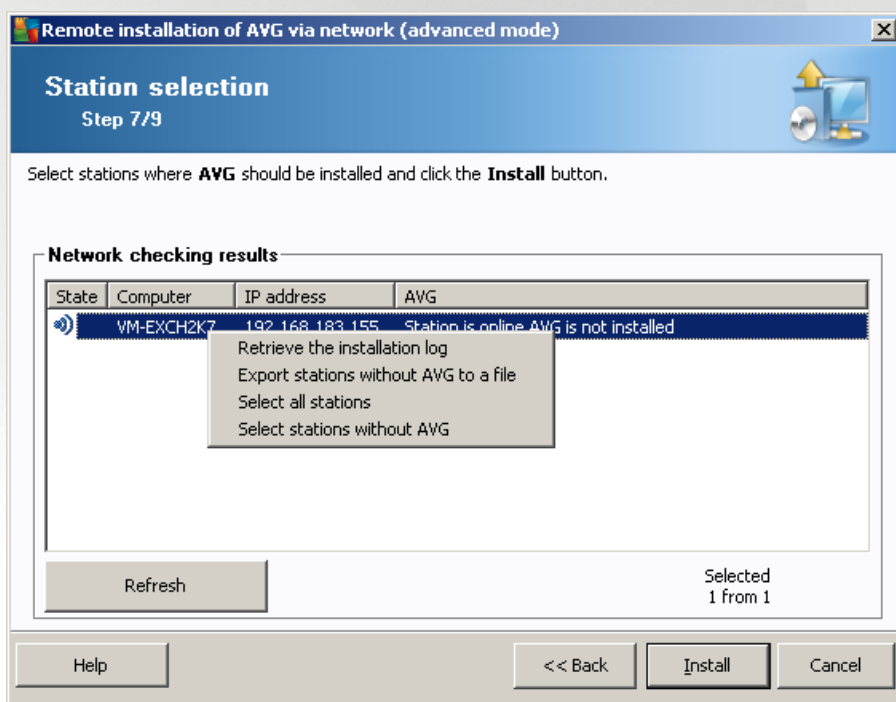 Remote installation of AVG via network (advanced mode)
Station selection
Step 7/9
Select stations where AVG should be installed and click the Install button.
Network checking results
State Computer IP address AVG
VM-EXCH2K7 192.168.183.155 Station is online AVG is not installed
Retrieve the installation log
Export stations without AVG to a file
Select all stations
Select stations without AVG
Refresh
Selected
1 from 1
Help << Back Install Cancel